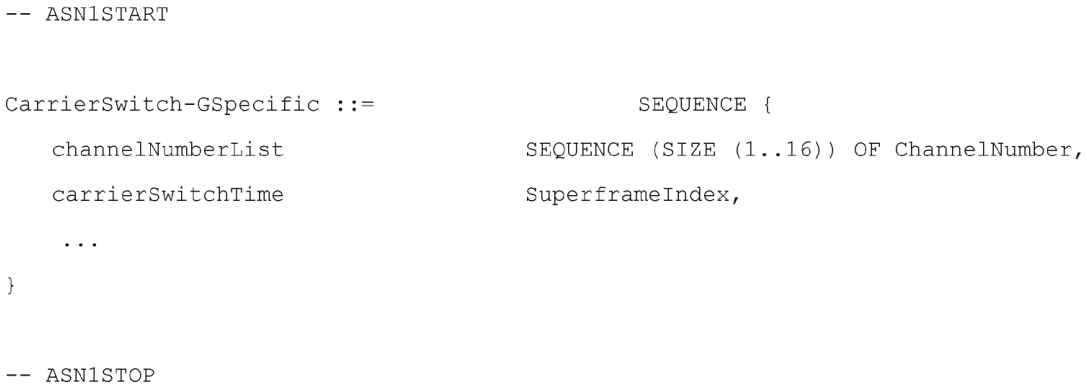 -- ASN1START
CarrierSwitch-GSpecific ::= SEQUENCE {
channelNumberList SEQUENCE (SIZE (1..16)) OF ChannelNumber,
carrierSwitchTime SuperframeIndex,
...
}
-- ASN1STOP